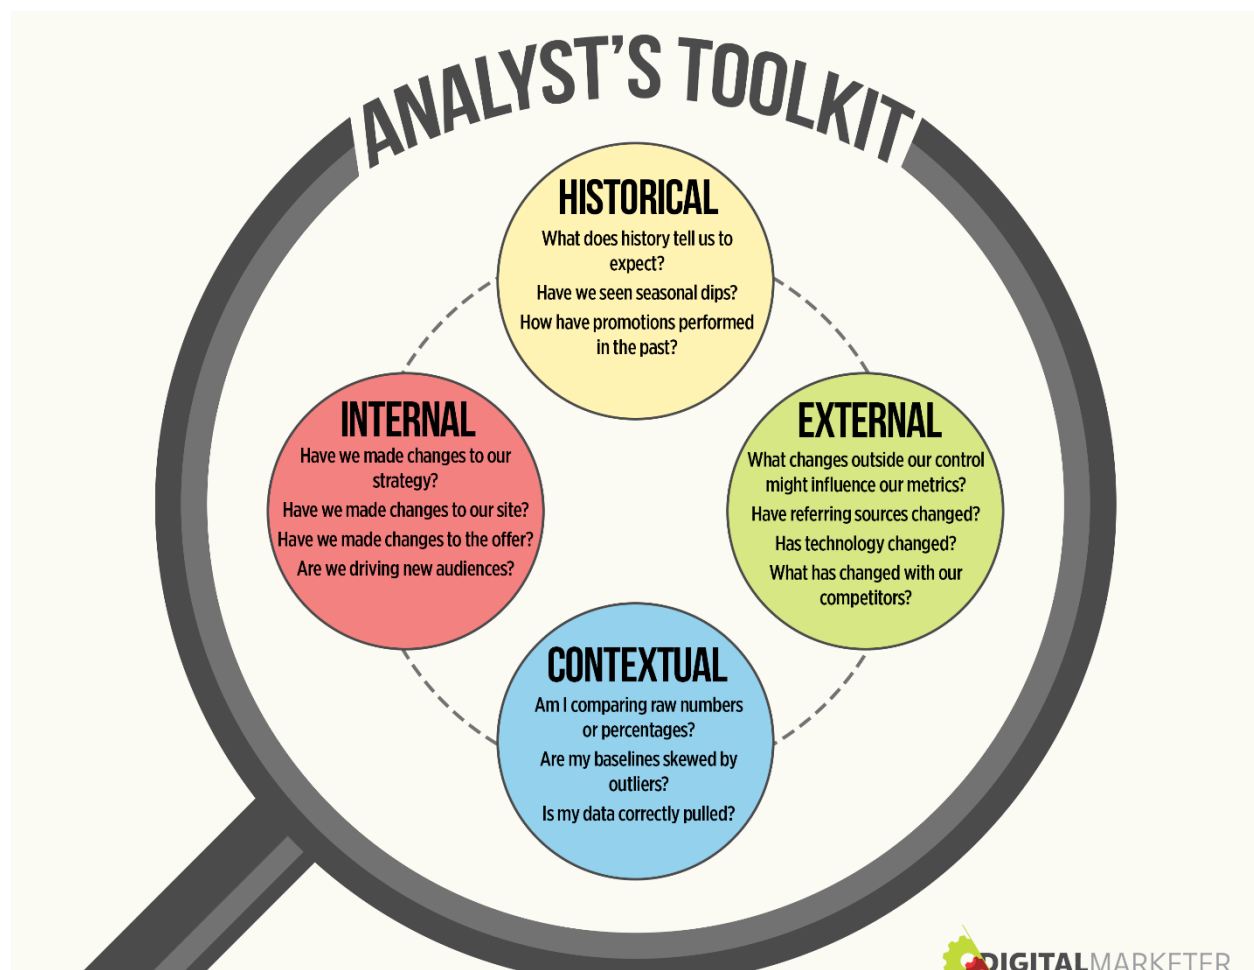 ANALYST'S TOOLKIT
HISTORICAL
What does history tell us to
expect?
Have we seen seasonal dips?
How have promotions performed
in the past?
INTERNAL
Have we made changes to our
strategy?
Have we made changes to our site?
Have we made changes to the offer?
Are we driving new audiences?
EXTERNAL
What changes outside our control
might influence our metrics?
Have referring sources changed?
Has technology changed?
What has changed with our
competitors?
CONTEXTUAL
Am I comparing raw numbers
or percentages?
Are my baselines skewed by
outliers?
Is my data correctly pulled?
DIGITALMARKETER